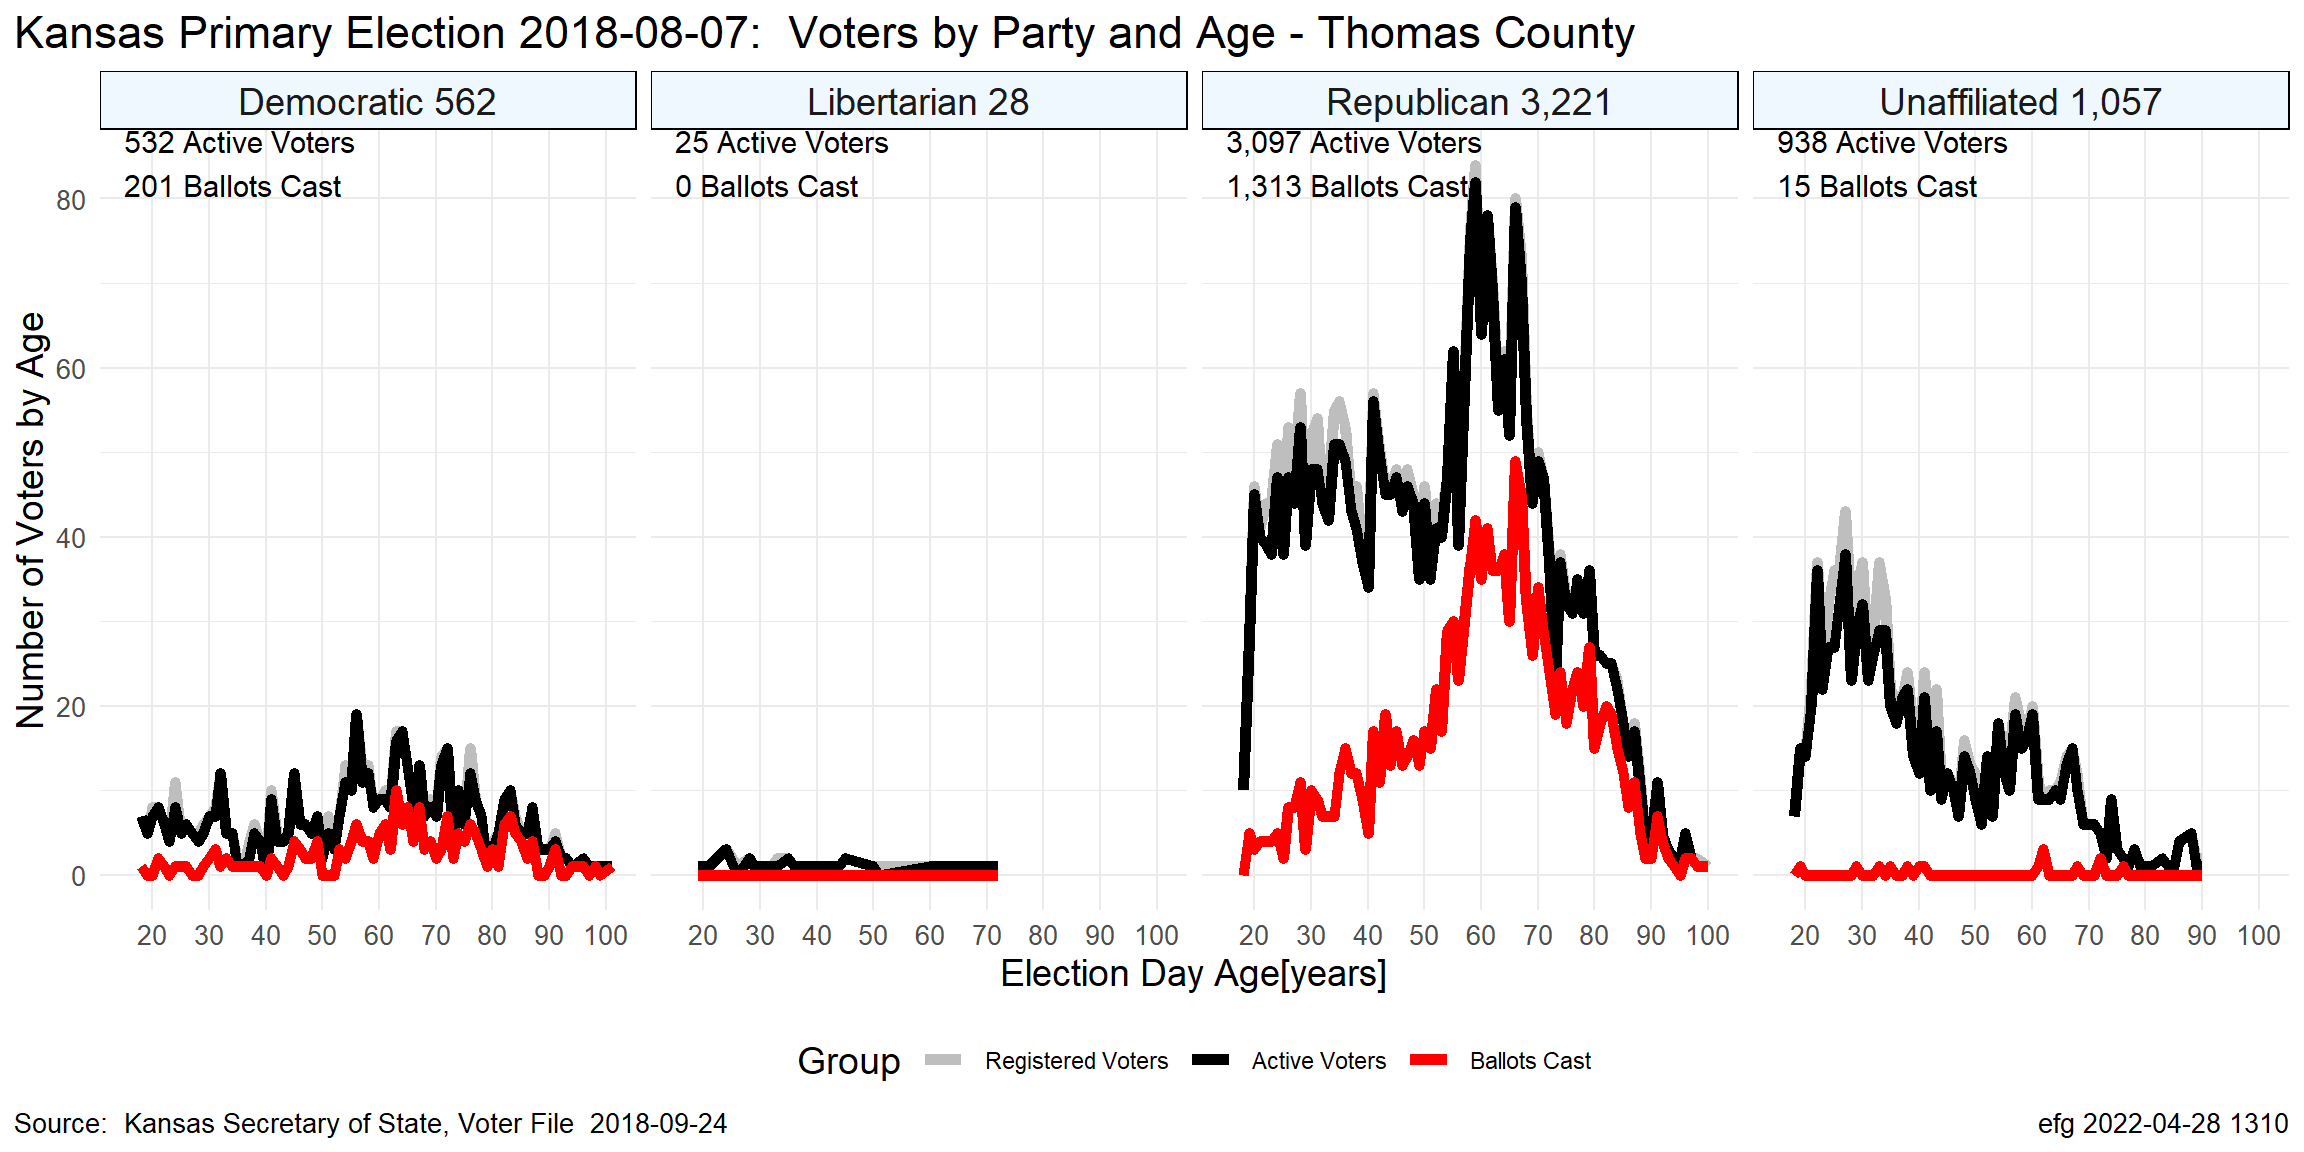 Kansas Primary Election 2018-08-07:  Voters by Party and Age - Thomas County
Democratic 562
Libertarian 28
Republican 3,221
Unaffiliated 1,057
532 Active Voters
201 Ballots Cast
25 Active Voters
0 Ballots Cast
3,097 Active Voters
1,313 Ballots Cast
938 Active Voters
15 Ballots Cast
Number of Voters by Age
80
60
40
20
0
20 30 40 50 60 70 80 90 100
20 30 40 50 60 70 80 90 100
20 30 40 50 60 70 80 90 100
20 30 40 50 60 70 80 90 100
Election Day Age[years]
Group Registered Voters Active Voters Ballots Cast
Source:  Kansas Secretary of State, Voter File  2018-09-24
efg 2022-04-28 1310